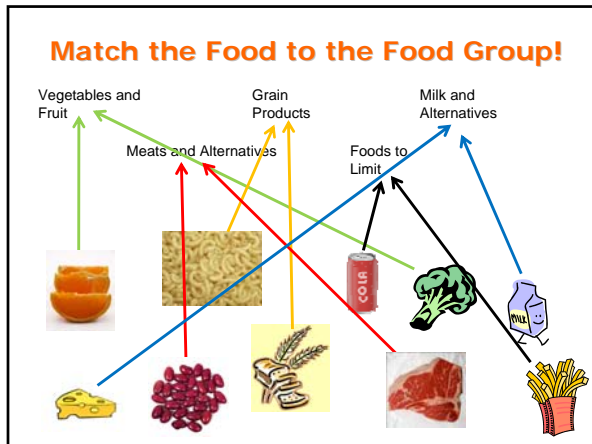 Match the Food to the Food Group!
Vegetables and
Fruit
Grain
Products
Milk and
Alternatives
Meats and Alternatives
Foods to
Limit
COLA
MILK